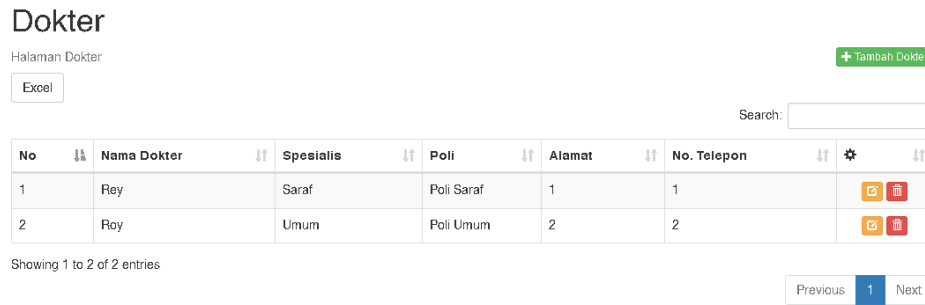 Dokter
Halaman Dokter
Tambah Dokte
Excel
Search:
No Nama Dokter Spesialis Poli Alamat No. Telepon
1 Rey Saraf Poli Saraf 1 1
2 Roy Umum Poli Umum 2 2
Showing 1 to 2 of 2 entries
Previous 1 Next